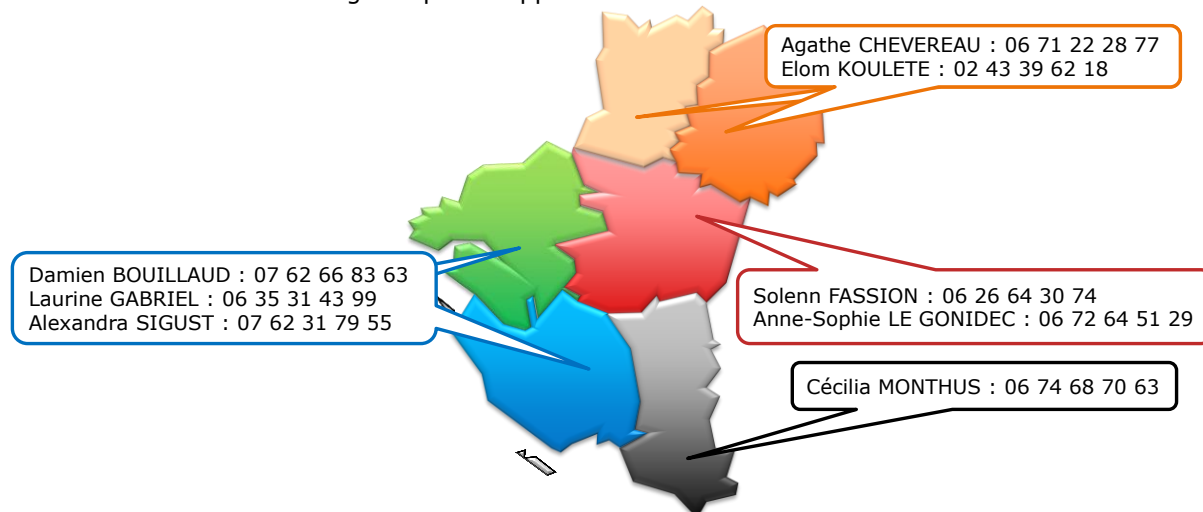 Agathe CHEVEREAU : 06 71 22 28 77
Elom KOULETE : 02 43 39 62 18
Damien BOUILLAUD : 07 62 66 83 63
Laurine GABRIEL : 06 35 31 43 99
Alexandra SIGUST : 07 62 31 79 55
Solenn FASSION : 06 26 64 30 74
Anne-Sophie LE GONIDEC : 06 72 64 51 29
Cécilia MONTHUS : 06 74 68 70 63